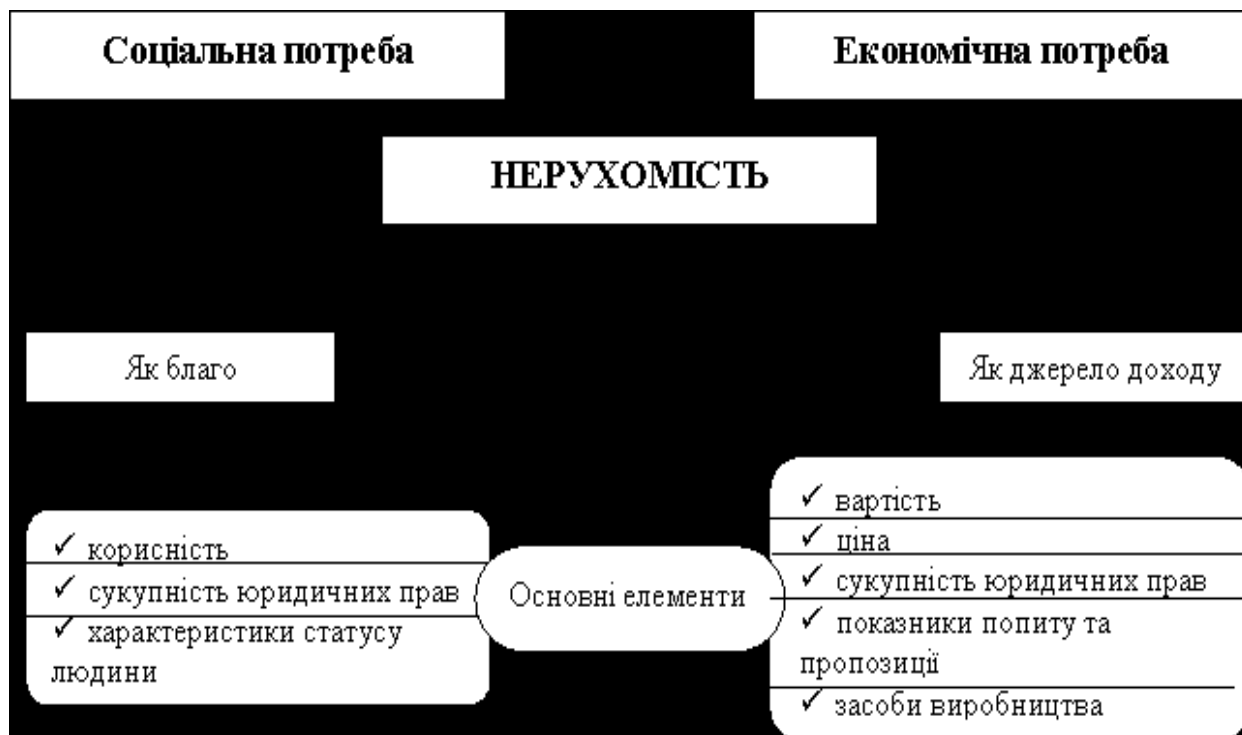 Соціальна потреба
Економічна потреба
НЕРУХОМІСТЬ
Як благо
Як джерело доходу
✓ корисність
✓ сукупність юридичних прав
✓ характеристики статусу
людини
Основні елементи
✓ вартість
✓ ціна
✓ сукупність юридичних прав
✓ показники попиту та
пропозиції
✓ засоби виробництва